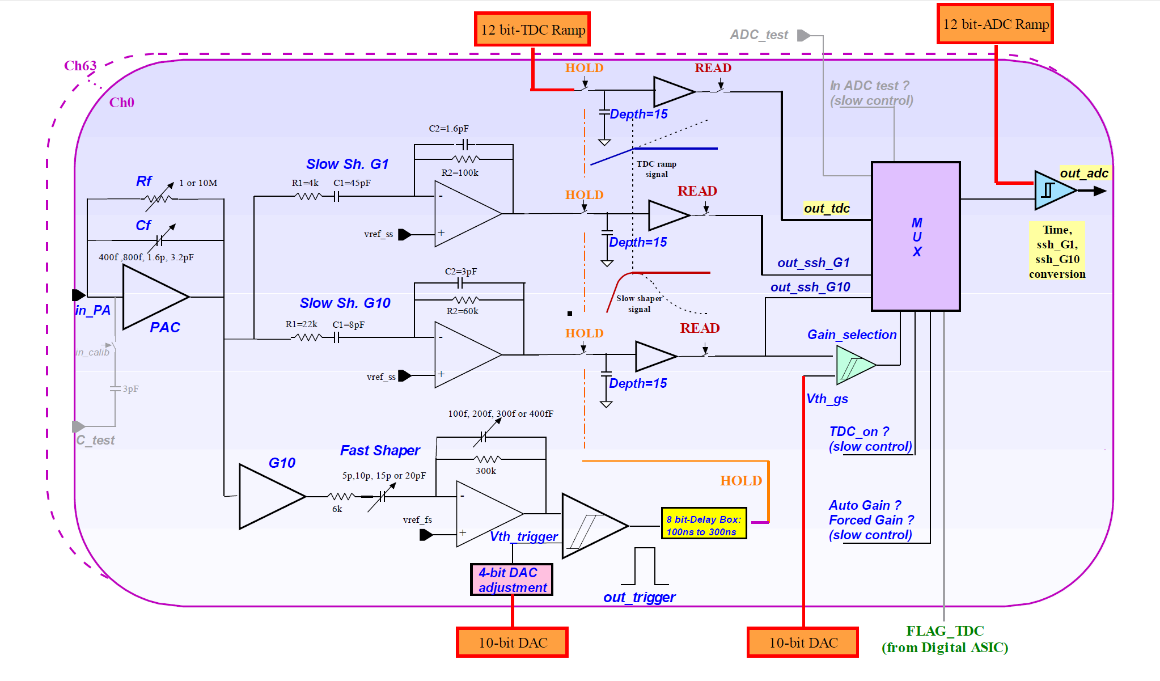 12 bit-TDC Ramp
12 bit-ADC Ramp
ADC_test
Ch63
Ch0
HOLD
READ
In ADC test ?
(slow control)
Depth=15
C2=1.6pF
R2=100k
Slow Sh. G1
R1=4k
C1=45pF
TDC ramp
signal
Rf
1 or 10M
HOLD
READ
out_adc
out_tdc
Cf
vref_ss
Depth=15
M
U
X
Time,
ssh_G1,
ssh_G10
conversion
400f ,800f, 1.6p, 3.2pF
out_ssh_G1
C2=3pF
R2=60k
out_ssh_G10
in_PA
PAC
Slow Sh. G10
R1=22k
C1=8pF
Slow shaper
signal
HOLD
READ
Gain_selection
in_calib
vref_ss
Depth=15
3pF
Vth_gs
C_test
100f, 200f, 300f or 400fF
TDC_on ?
(slow control)
Fast Shaper
G10
5p,10p, 15p or 20pF
300k
HOLD
6k
vref_fs
Vth_trigger
8 bit-Delay Box:
100ns to 300ns
Auto Gain ?
Forced Gain ?
(slow control)
4-bit DAC
adjustment
out_trigger
10-bit DAC
10-bit DAC
FLAG_TDC
(from Digital ASIC)